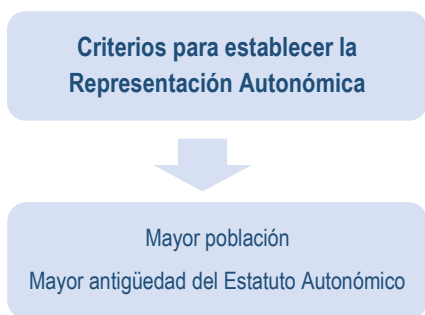 Criterios para establecer la
Representación Autonómica
Mayor población
Mayor antigüedad del Estatuto Autonómico